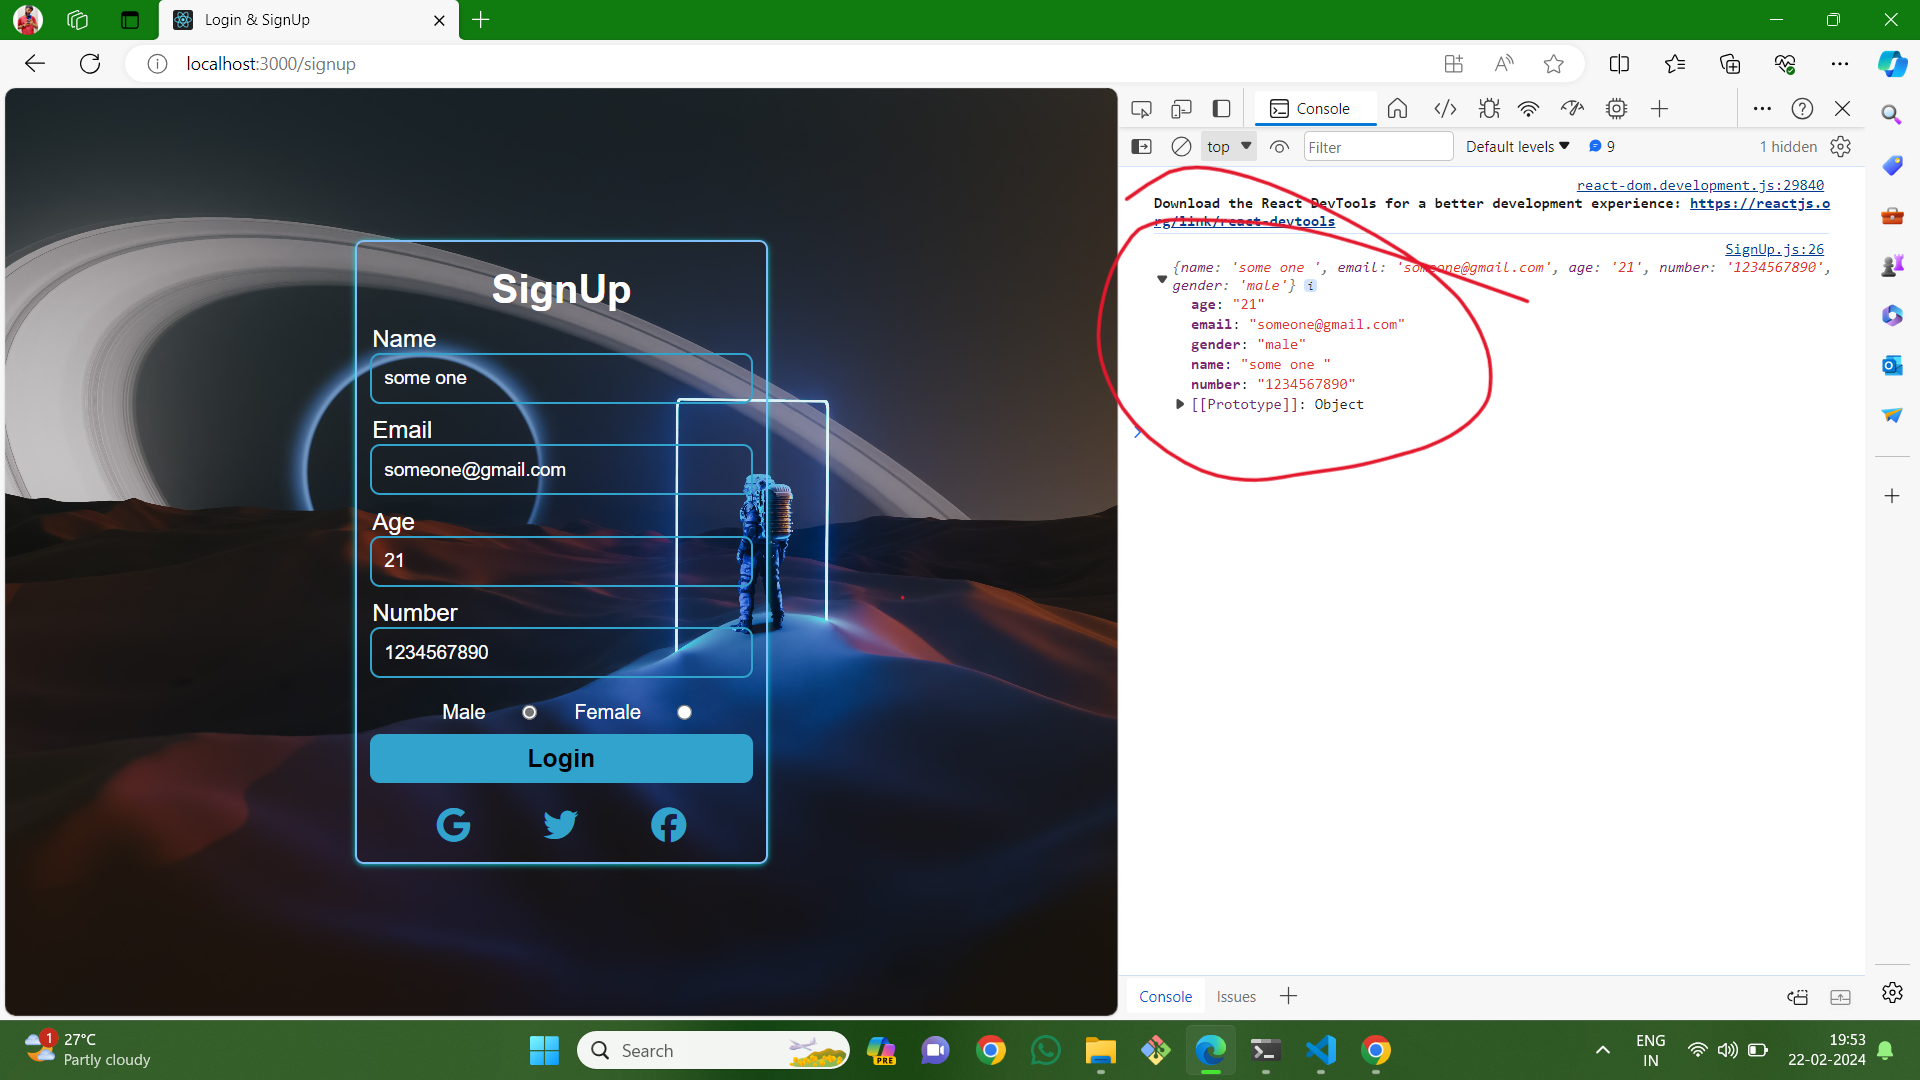 Login & SignUp
localhost:3000/signup
SignUp
Name
some one
Email
someone@gmail.com
Age
21
Number
1234567890
Male Female
Login
Console
top Filter Default levels 9 1 hidden
react-dom.development.js:29840
Download the React DevTools for a better development experience: https://reactjs.o
rg/link/react-devtools
SignUp.js:26
{name: 'some one ', email: 'someone@gmail.com', age: '21', number: '1234567890',
gender: 'male'} i
age: "21"
email: "someone@gmail.com"
gender: "male"
name: "some one "
number: "1234567890"
[[Prototype]]: Object
Console Issues
1 27°C
Partly cloudy
Search
PRE
ENG
IN
19:53
22-02-2024